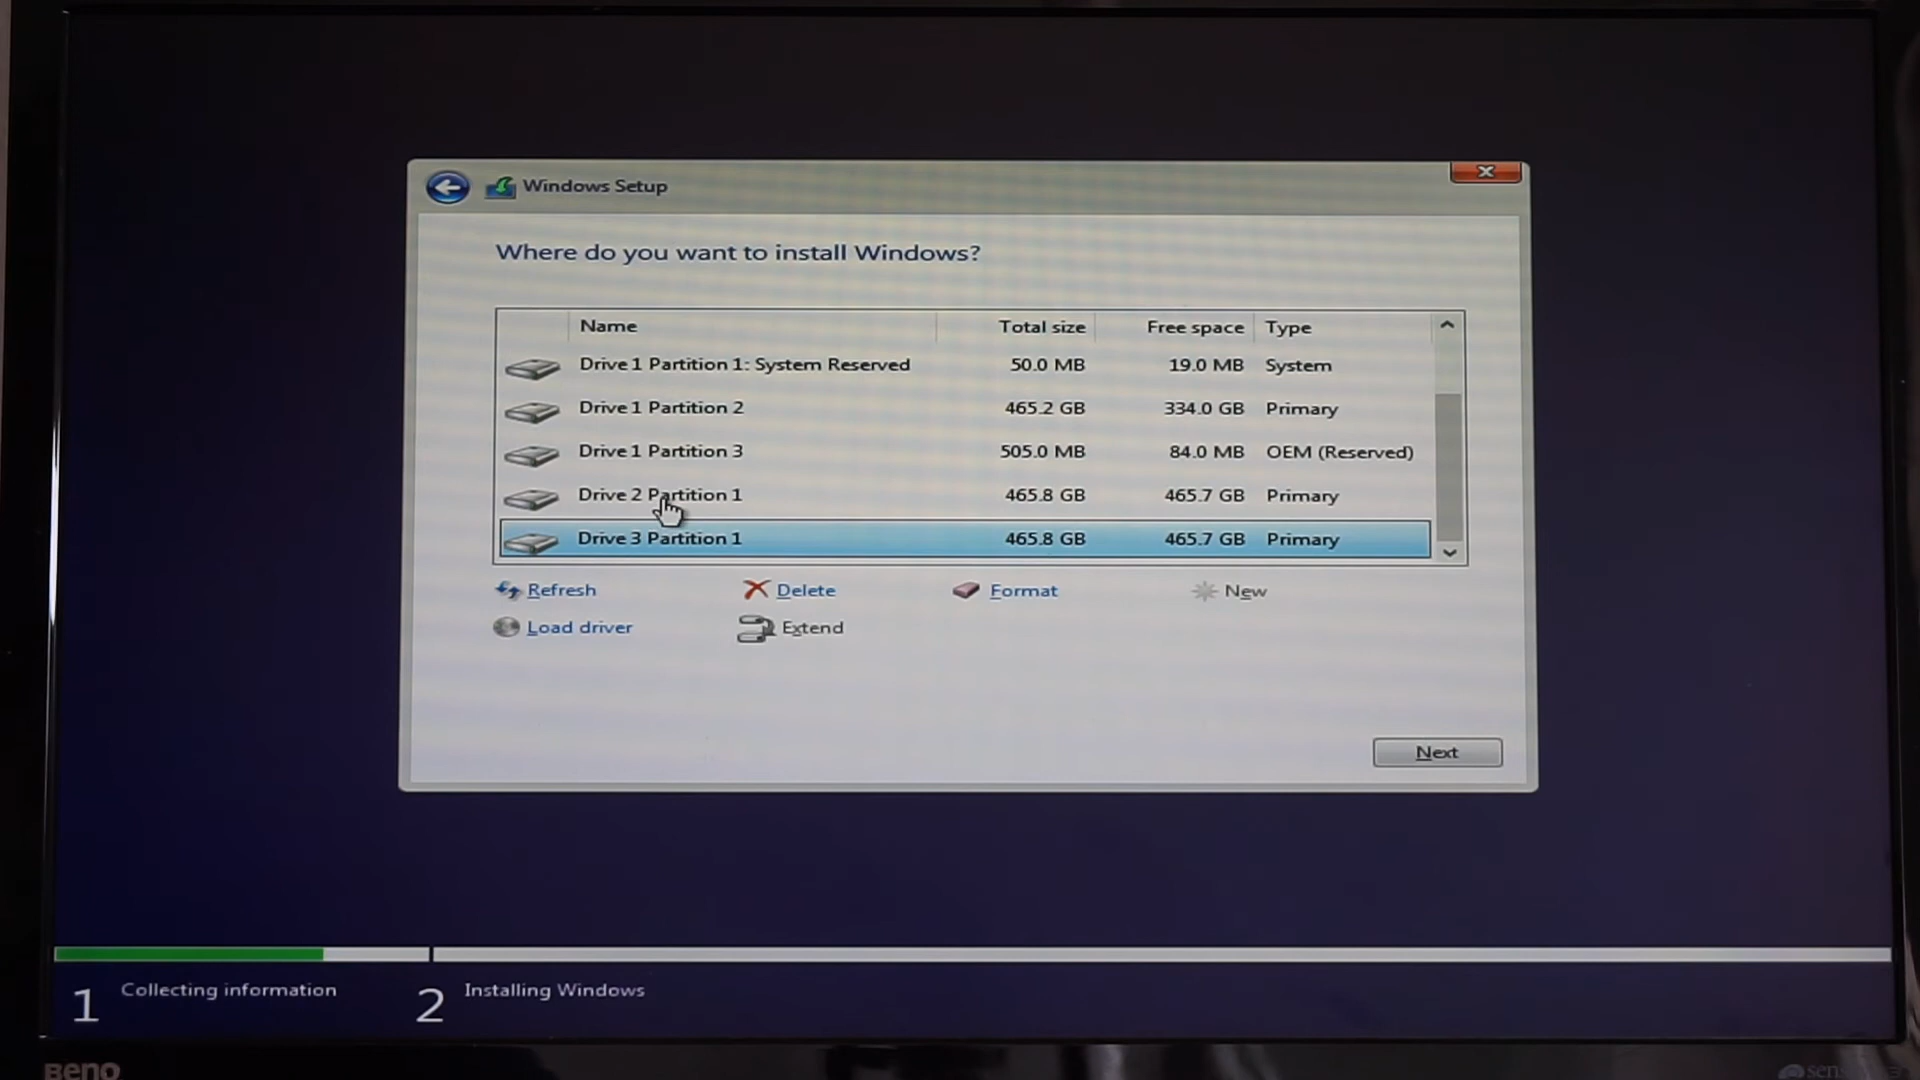 Windows Setup
Where do you want to install Windows?
Name Total size Free space Type
Drive 1 Partition 1: System Reserved 50.0 MB 19.0 MB System
Drive 1 Partition 2 465.2 GB 334.0 GB Primary
Drive 1 Partition 3 505.0 MB 84.0 MB OEM (Reserved)
Drive 2 Partition 1 465.8 GB 465.7 GB Primary
Drive 3 Partition 1 465.8 GB 465.7 GB Primary
Refresh Delete Format New
Load driver Extend
Next
1 Collecting information 2 Installing Windows
BenQ